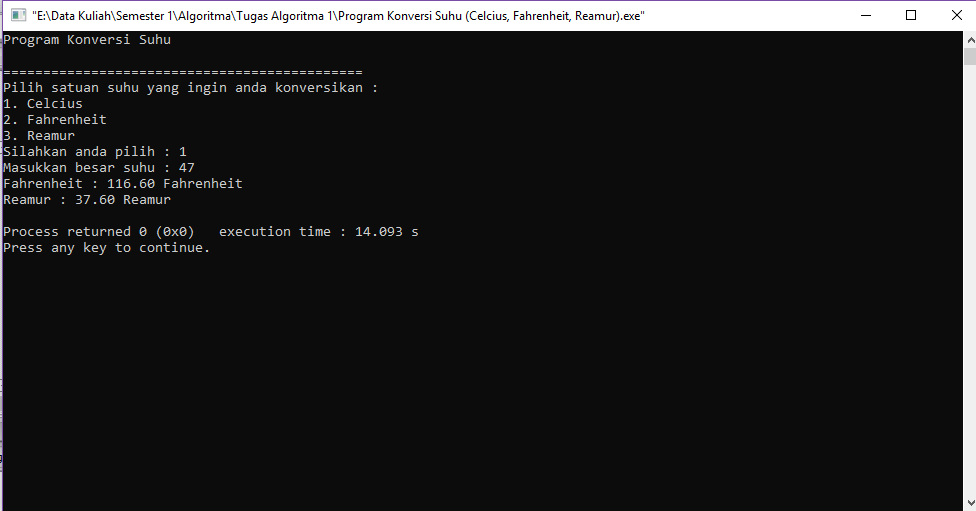 "E:\Data Kuliah\Semester 1\Algoritma\Tugas Algoritma 1\Program Konversi Suhu (Celcius, Fahrenheit, Reamur).exe"
Program Konversi Suhu
=============================================
Pilih satuan suhu yang ingin anda konversikan :
1. Celcius
2. Fahrenheit
3. Reamur
Silahkan anda pilih : 1
Masukkan besar suhu : 47
Fahrenheit : 116.60 Fahrenheit
Reamur : 37.60 Reamur
Process returned 0 (0x0)   execution time : 14.093 s
Press any key to continue.